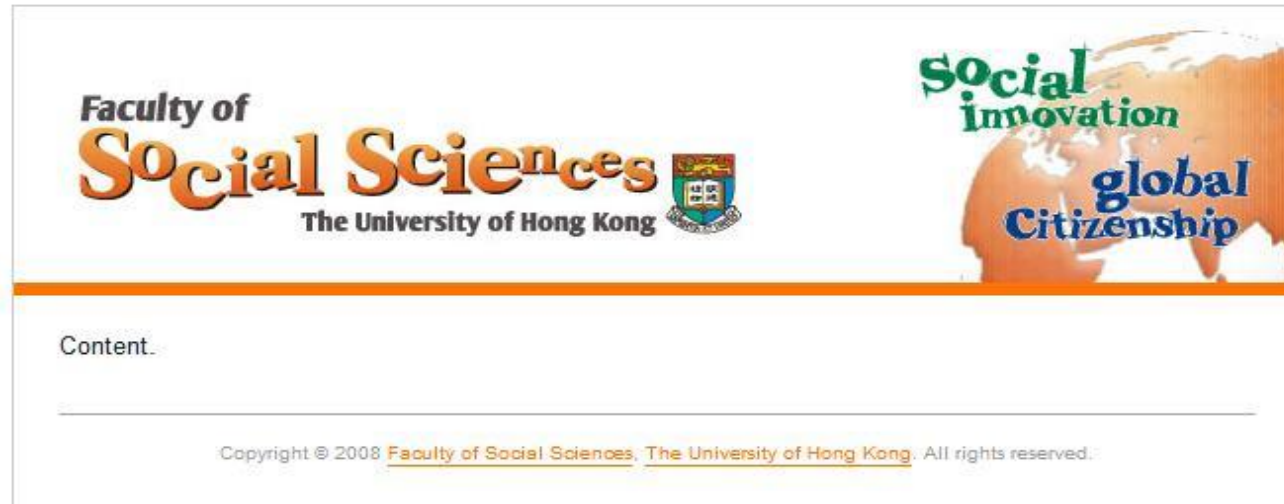 Faculty of
Social Sciences
The University of Hong Kong
Social
innovation
global
Citizenship
Content.
Copyright © 2008 Faculty of Social Sciences, The University of Hong Kong. All rights reserved.